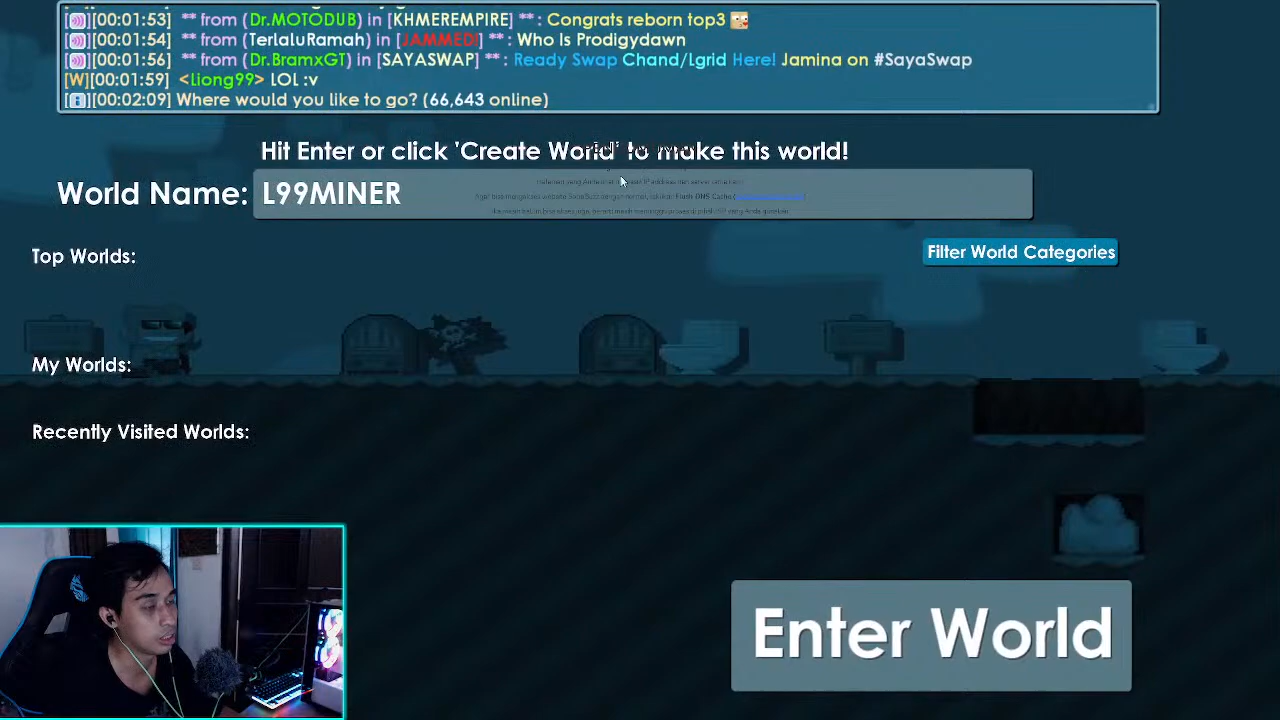 [00:01:53] ** from (Dr.MOTODUB) in [KHMEREMPIRE] ** : Congrats reborn top3
[00:01:54] ** from (TerlaluRamah) in [JAMMED!] ** : Who Is Prodigydawn
[00:01:56] ** from (Dr.BramxGT) in [SAYASWAP] ** : Ready Swap Chand/Lgrid Here! Jamina on #SayaSwap
[W][00:01:59] <Liong99> LOL :v
[00:02:09] Where would you like to go? (66,643 online)
Hit Enter or click 'Create World' to make this world!
World Name: L99MINER
Top Worlds:
Filter World Categories
My Worlds:
Recently Visited Worlds:
Enter World